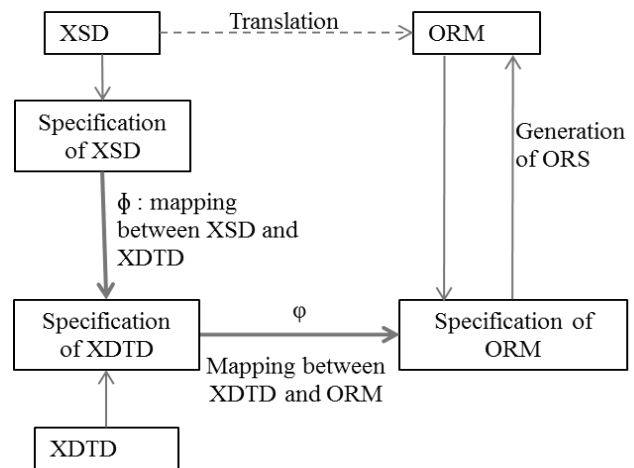 XSD
Translation
ORM
Specification
of XSD
Generation
of ORS
ϕ : mapping
between XSD and
XDTD
Specification
of XDTD
φ
Mapping between
XDTD and ORM
Specification of
ORM
XDTD